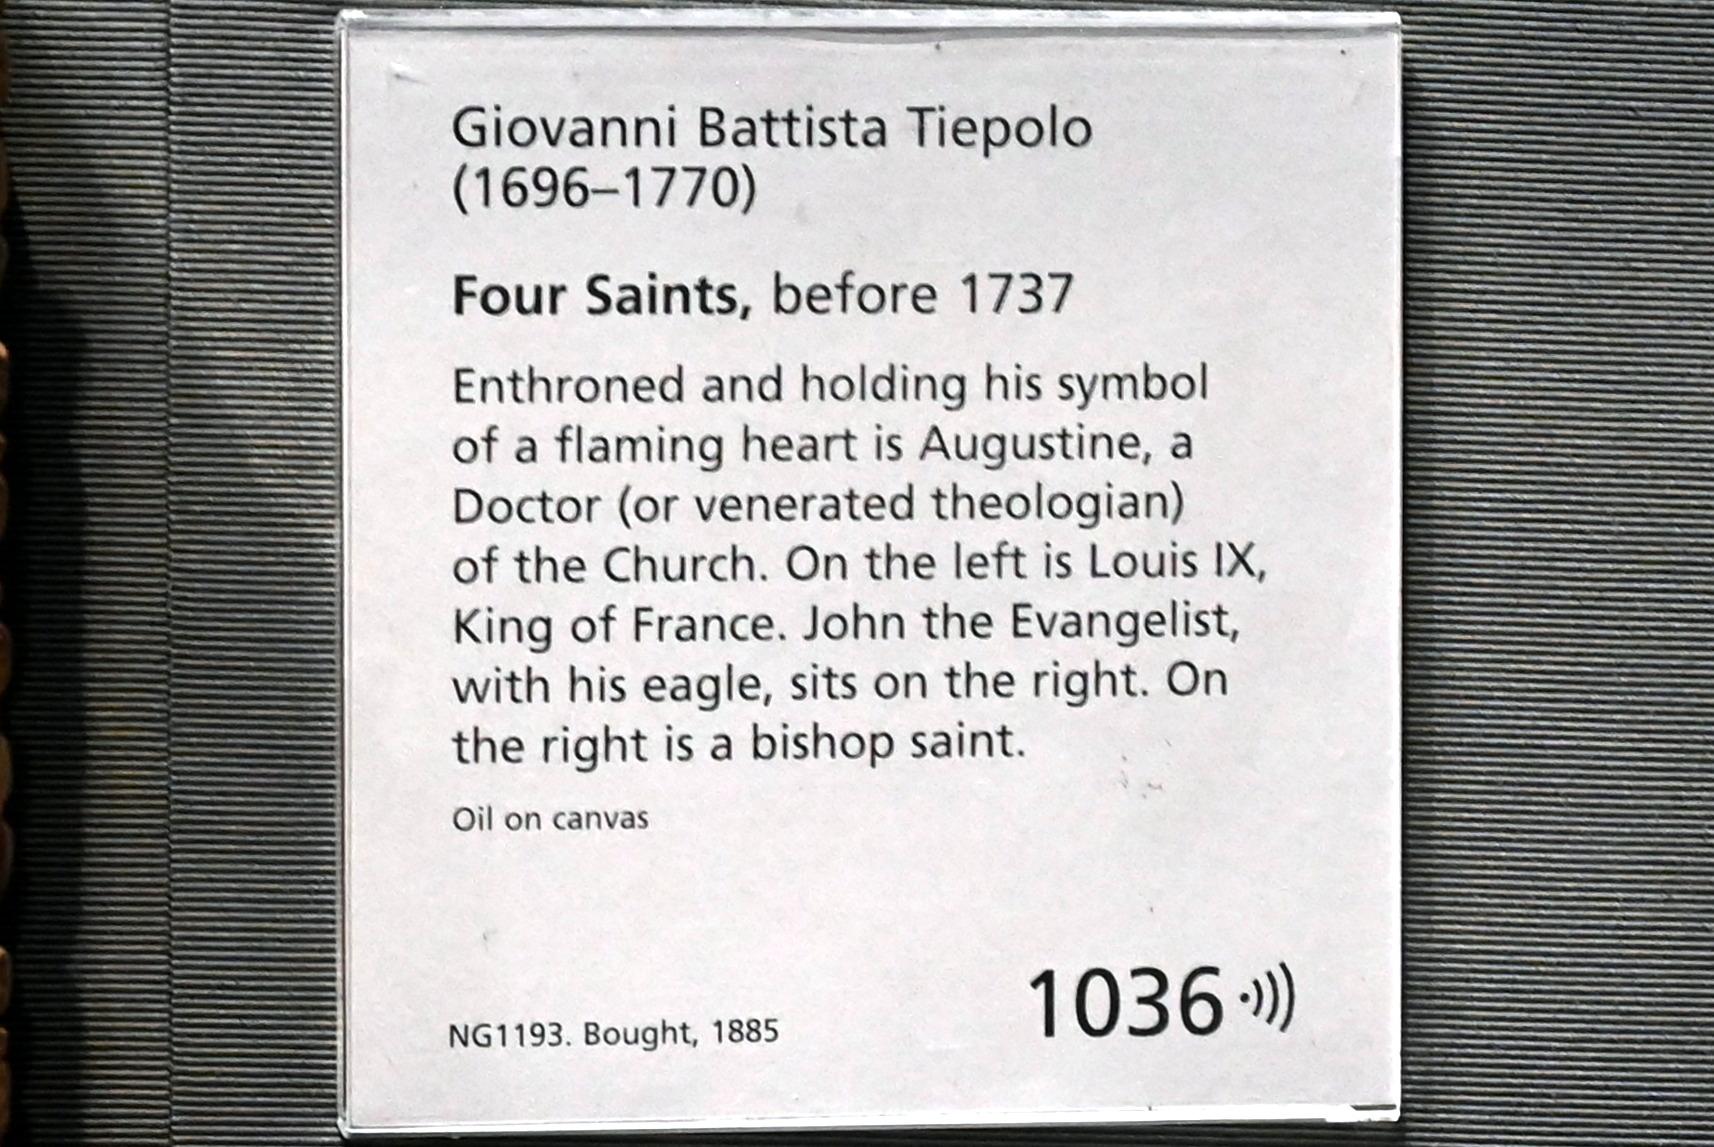 Giovanni Battista Tiepolo
(1696–1770)
Four Saints, before 1737
Enthroned and holding his symbol
of a flaming heart is Augustine, a
Doctor (or venerated theologian)
of the Church. On the left is Louis IX,
King of France. John the Evangelist,
with his eagle, sits on the right. On
the right is a bishop saint.
Oil on canvas
NG1193. Bought, 1885
1036